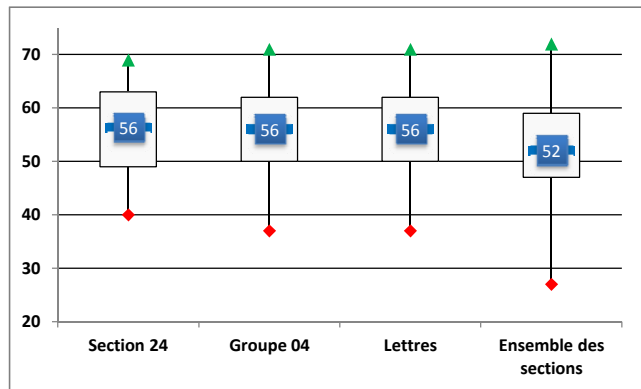 70
60
50
40
30
20
56
56
56
52
Section 24
Groupe 04
Lettres
Ensemble des
sections